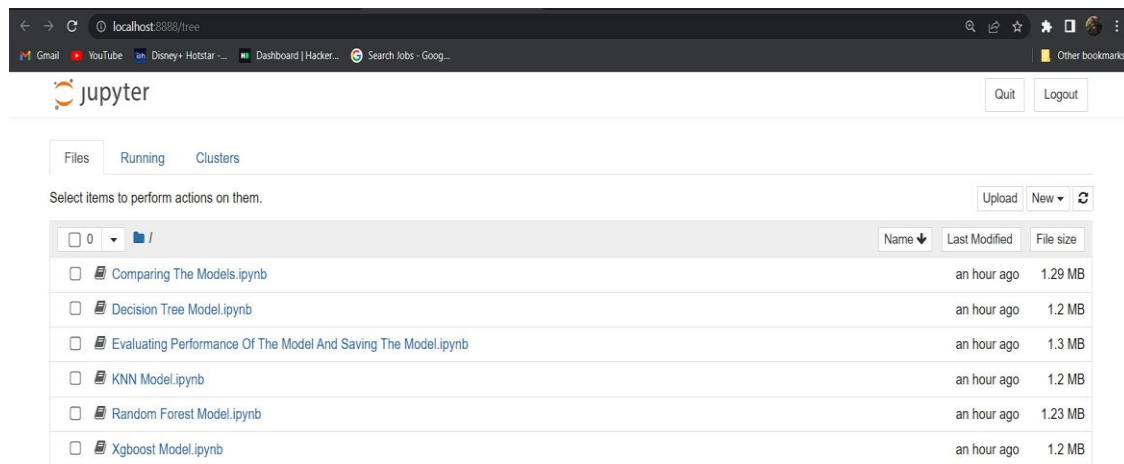 localhost:8888/tree
Gmail YouTube Disney+ Hotstar -... Dashboard | Hacker... Search Jobs - Goog... Other bookmarks
jupyter Quit Logout
Files Running Clusters
Select items to perform actions on them. Upload New
0 / Name Last Modified File size
Comparing The Models.ipynb an hour ago 1.29 MB
Decision Tree Model.ipynb an hour ago 1.2 MB
Evaluating Performance Of The Model And Saving The Model.ipynb an hour ago 1.3 MB
KNN Model.ipynb an hour ago 1.2 MB
Random Forest Model.ipynb an hour ago 1.23 MB
Xgboost Model.ipynb an hour ago 1.2 MB